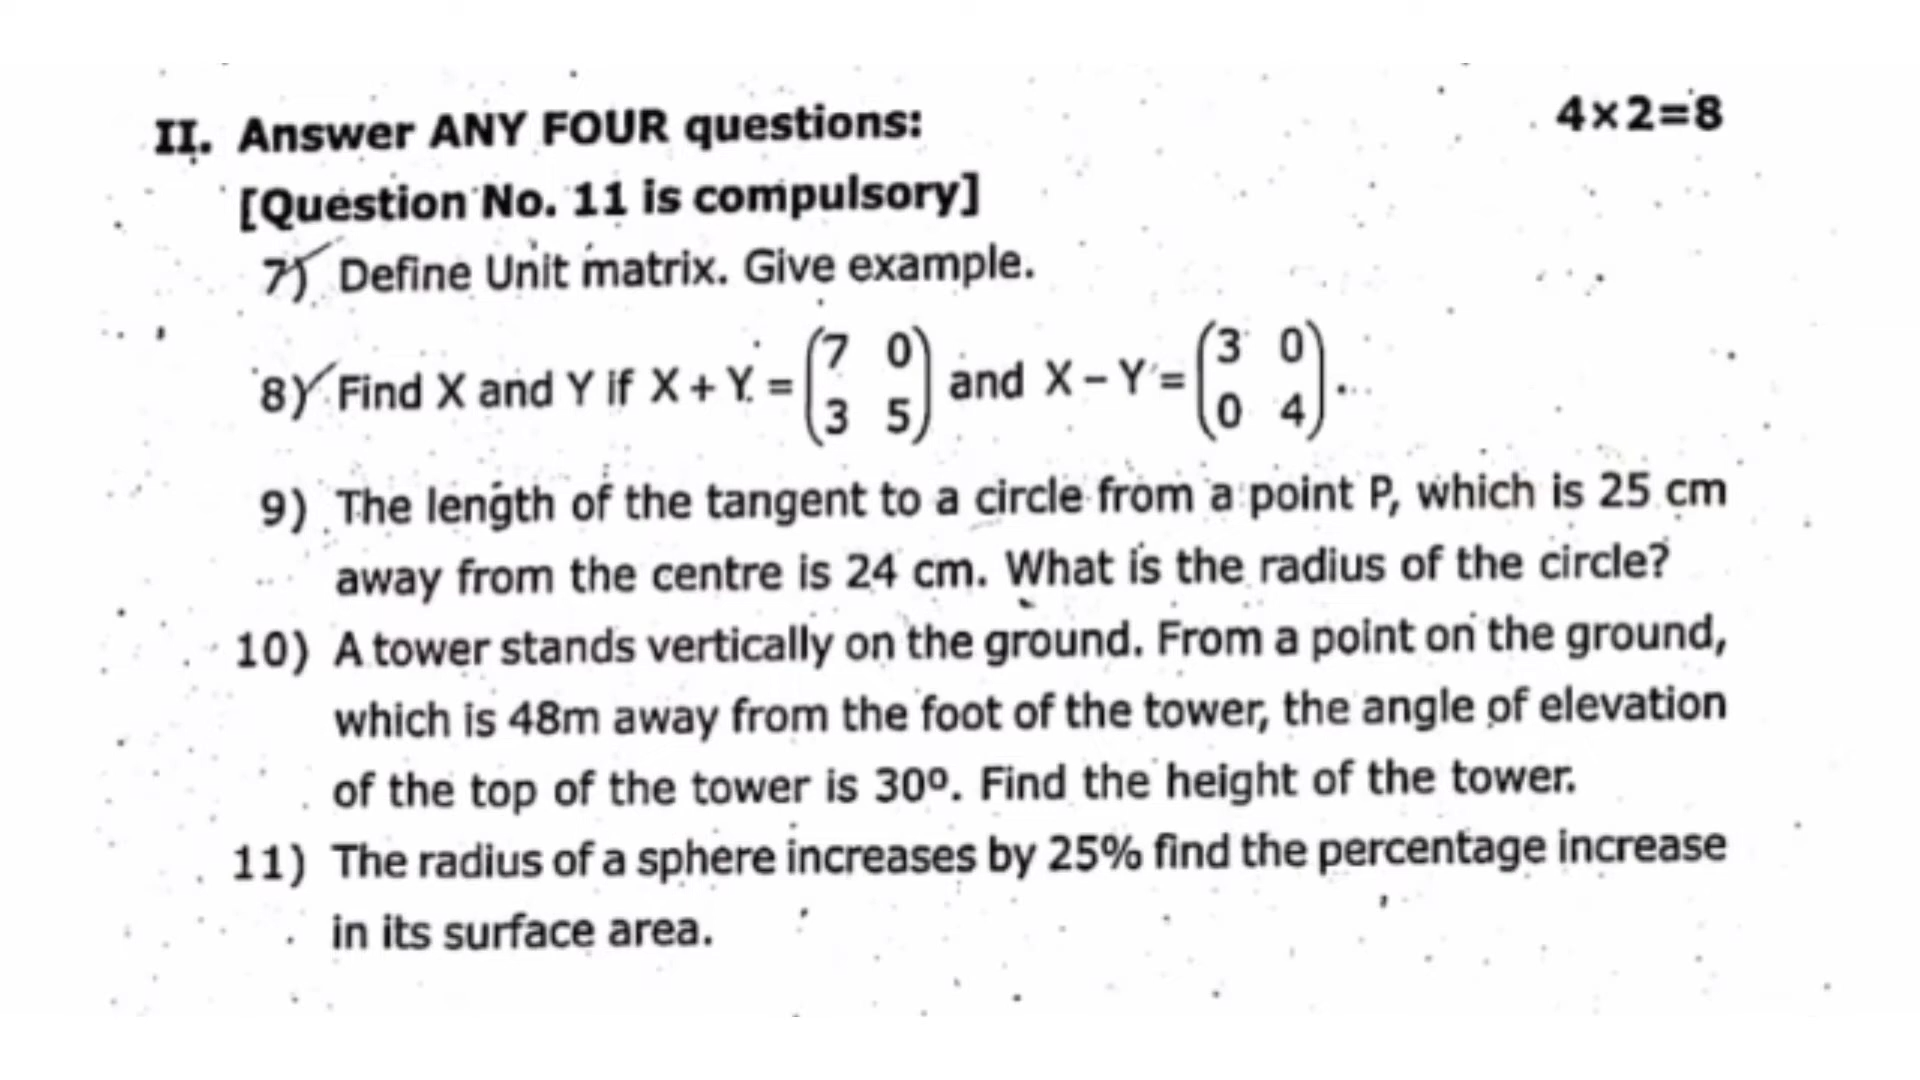 II. Answer ANY FOUR questions: 4×2=8
[Question No. 11 is compulsory]
7) Define Unit matrix. Give example.
8) Find X and Y if X + Y = (7 0 3 5) and X – Y = (3 0 0 4).
9) The length of the tangent to a circle from a point P, which is 25 cm
away from the centre is 24 cm. What is the radius of the circle?
10) A tower stands vertically on the ground. From a point on the ground,
which is 48m away from the foot of the tower, the angle of elevation
of the top of the tower is 30º. Find the height of the tower.
11) The radius of a sphere increases by 25% find the percentage increase
in its surface area.